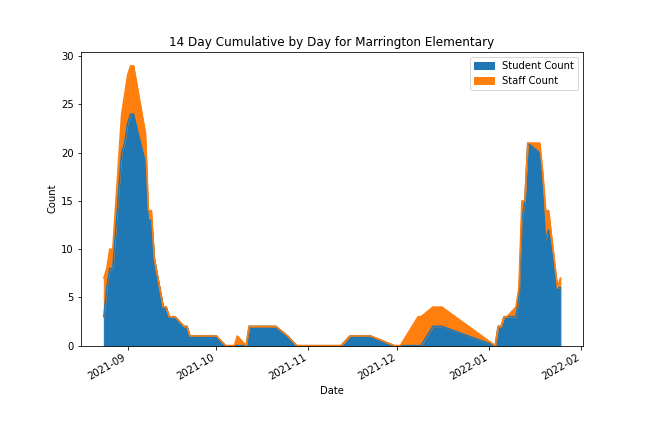 14 Day Cumulative by Day for Marrington Elementary
30
25
20
15
10
5
0
Count
Student Count
Staff Count
2021-09
2021-10
2021-11
2021-12
2022-01
2022-02
Date